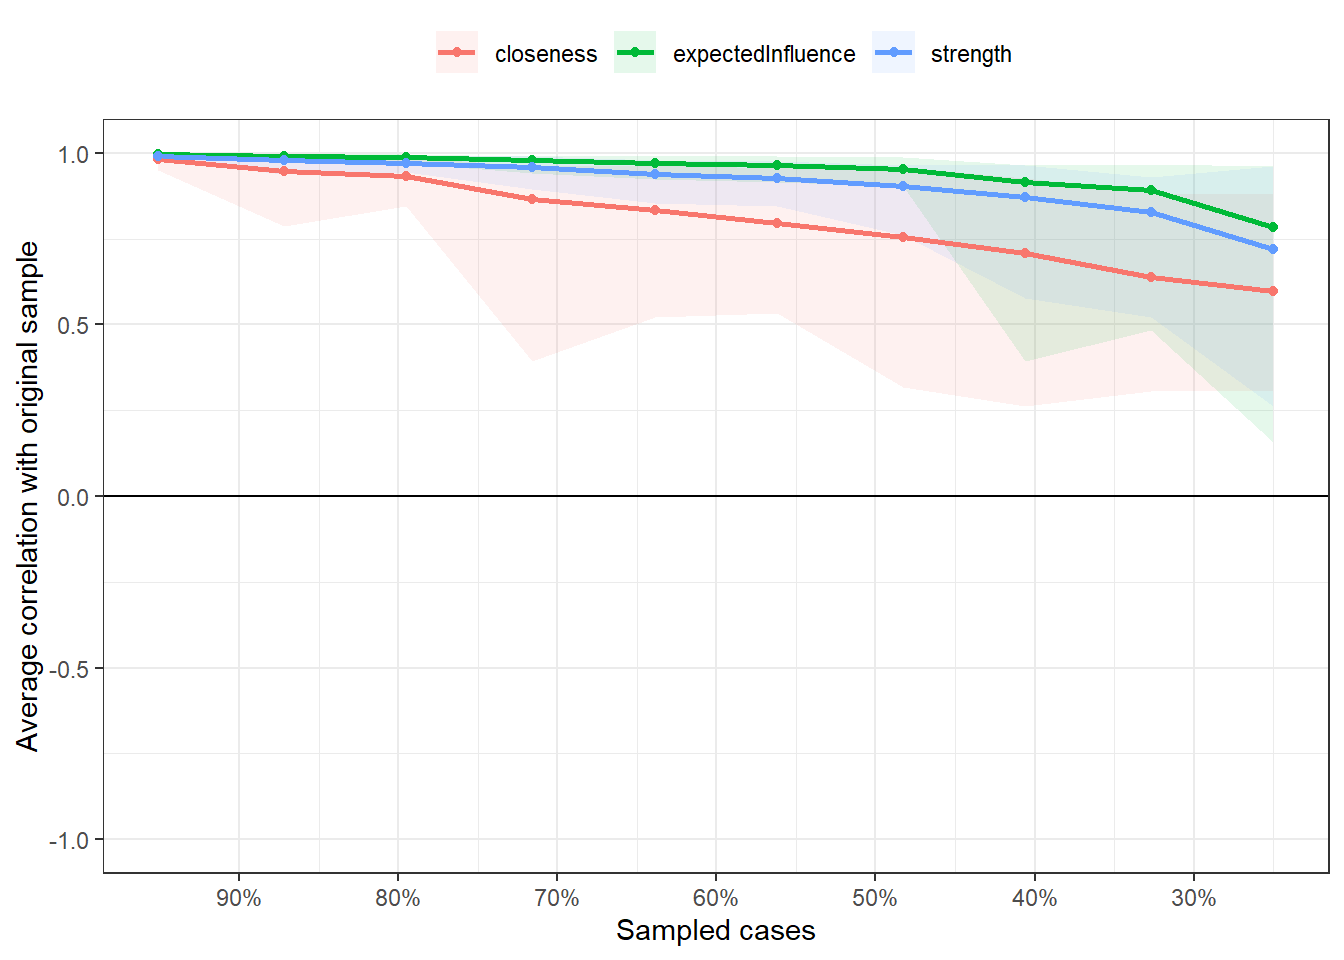 closeness expectedInfluence strength
Average correlation with original sample
1.0
0.5
0.0
-0.5
-1.0
90% 80% 70% 60% 50% 40% 30%
Sampled cases